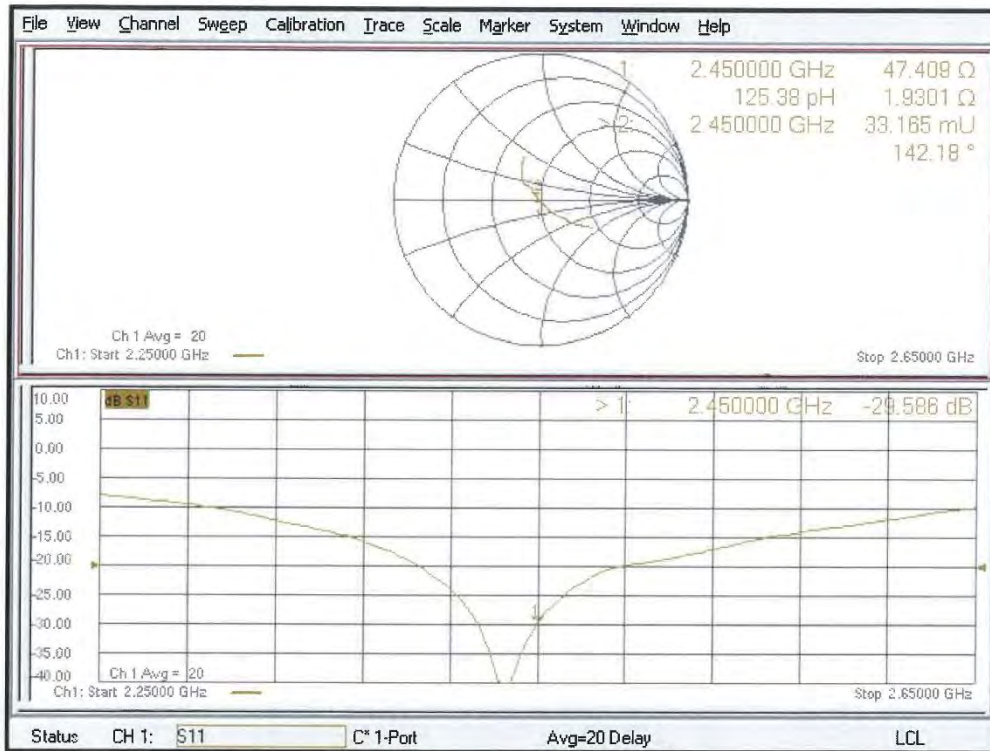 File View Channel Sweep Calibration Trace Scale Marker System Window Help
1: 2.450000 GHz 47.409 Ω
125.38 pH 1.9301 Ω
> 2: 2.450000 GHz 33.165 mU
142.18 °
Ch 1 Avg = 20
Ch1: Start 2.25000 GHz Stop 2.65000 GHz
10.00 dB S11 > 1: 2.450000 GHz -29.586 dB
5.00
0.00
-5.00
-10.00
-15.00
-20.00
-25.00
-30.00 1
-35.00
-40.00
Ch 1 Avg = 20
Ch1: Start 2.25000 GHz Stop 2.65000 GHz
Status CH 1: S11 C* 1-Port Avg=20 Delay LCL